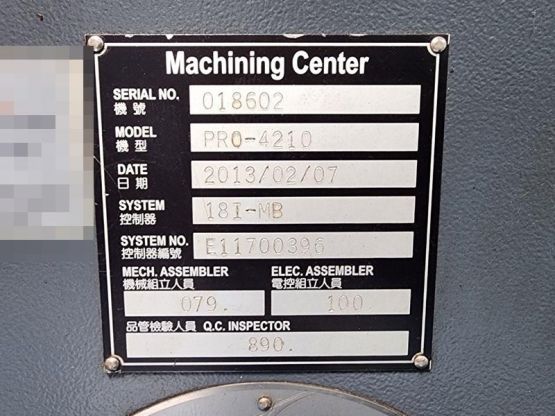 Machining Center
SERIAL NO. 018602
機號
MODEL PRO-4210
機型
DATE 2013/02/07
日期
SYSTEM 18I-MB
控制器
SYSTEM NO. E11700396
控制器編號
MECH. ASSEMBLER ELEC. ASSEMBLER
機械組立人員 電控組立人員
079. 100
品管檢驗人員 Q.C. INSPECTOR
890.